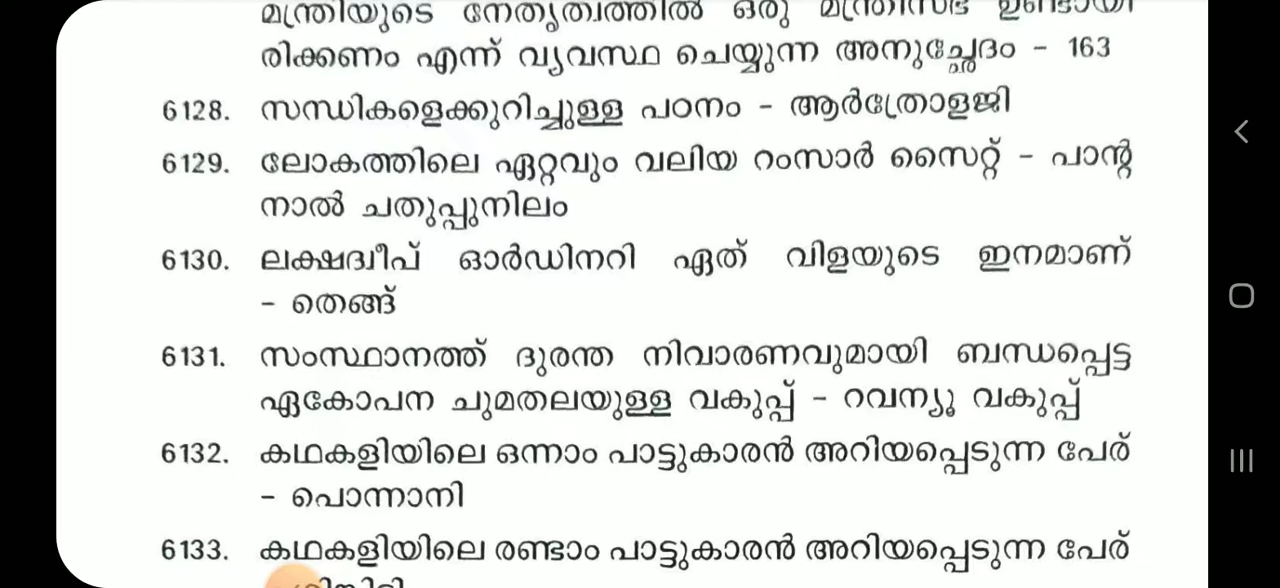 മന്ത്രിയുടെ നേതൃത്വത്തിൽ ഒരു മന്ത്രിസഭ ഉണ്ടായി
രിക്കണം എന്ന് വ്യവസ്ഥ ചെയ്യുന്ന അനുച്ഛേദം - 163
6128. സന്ധികളെക്കുറിച്ചുള്ള പഠനം - ആർത്രോളജി
6129. ലോകത്തിലെ ഏറ്റവും വലിയ റംസാർ സൈറ്റ് - പാന്റ
നാൽ ചതുപ്പുനിലം
6130. ലക്ഷദ്വീപ് ഓർഡിനറി ഏത് വിളയുടെ ഇനമാണ്
- തെങ്ങ്
6131. സംസ്ഥാനത്ത് ദുരന്ത നിവാരണവുമായി ബന്ധപ്പെട്ട
ഏകോപന ചുമതലയുള്ള വകുപ്പ് - റവന്യൂ വകുപ്പ്
6132. കഥകളിയിലെ ഒന്നാം പാട്ടുകാരൻ അറിയപ്പെടുന്ന പേര്
- പൊന്നാനി
6133. കഥകളിയിലെ രണ്ടാം പാട്ടുകാരൻ അറിയപ്പെടുന്ന പേര്